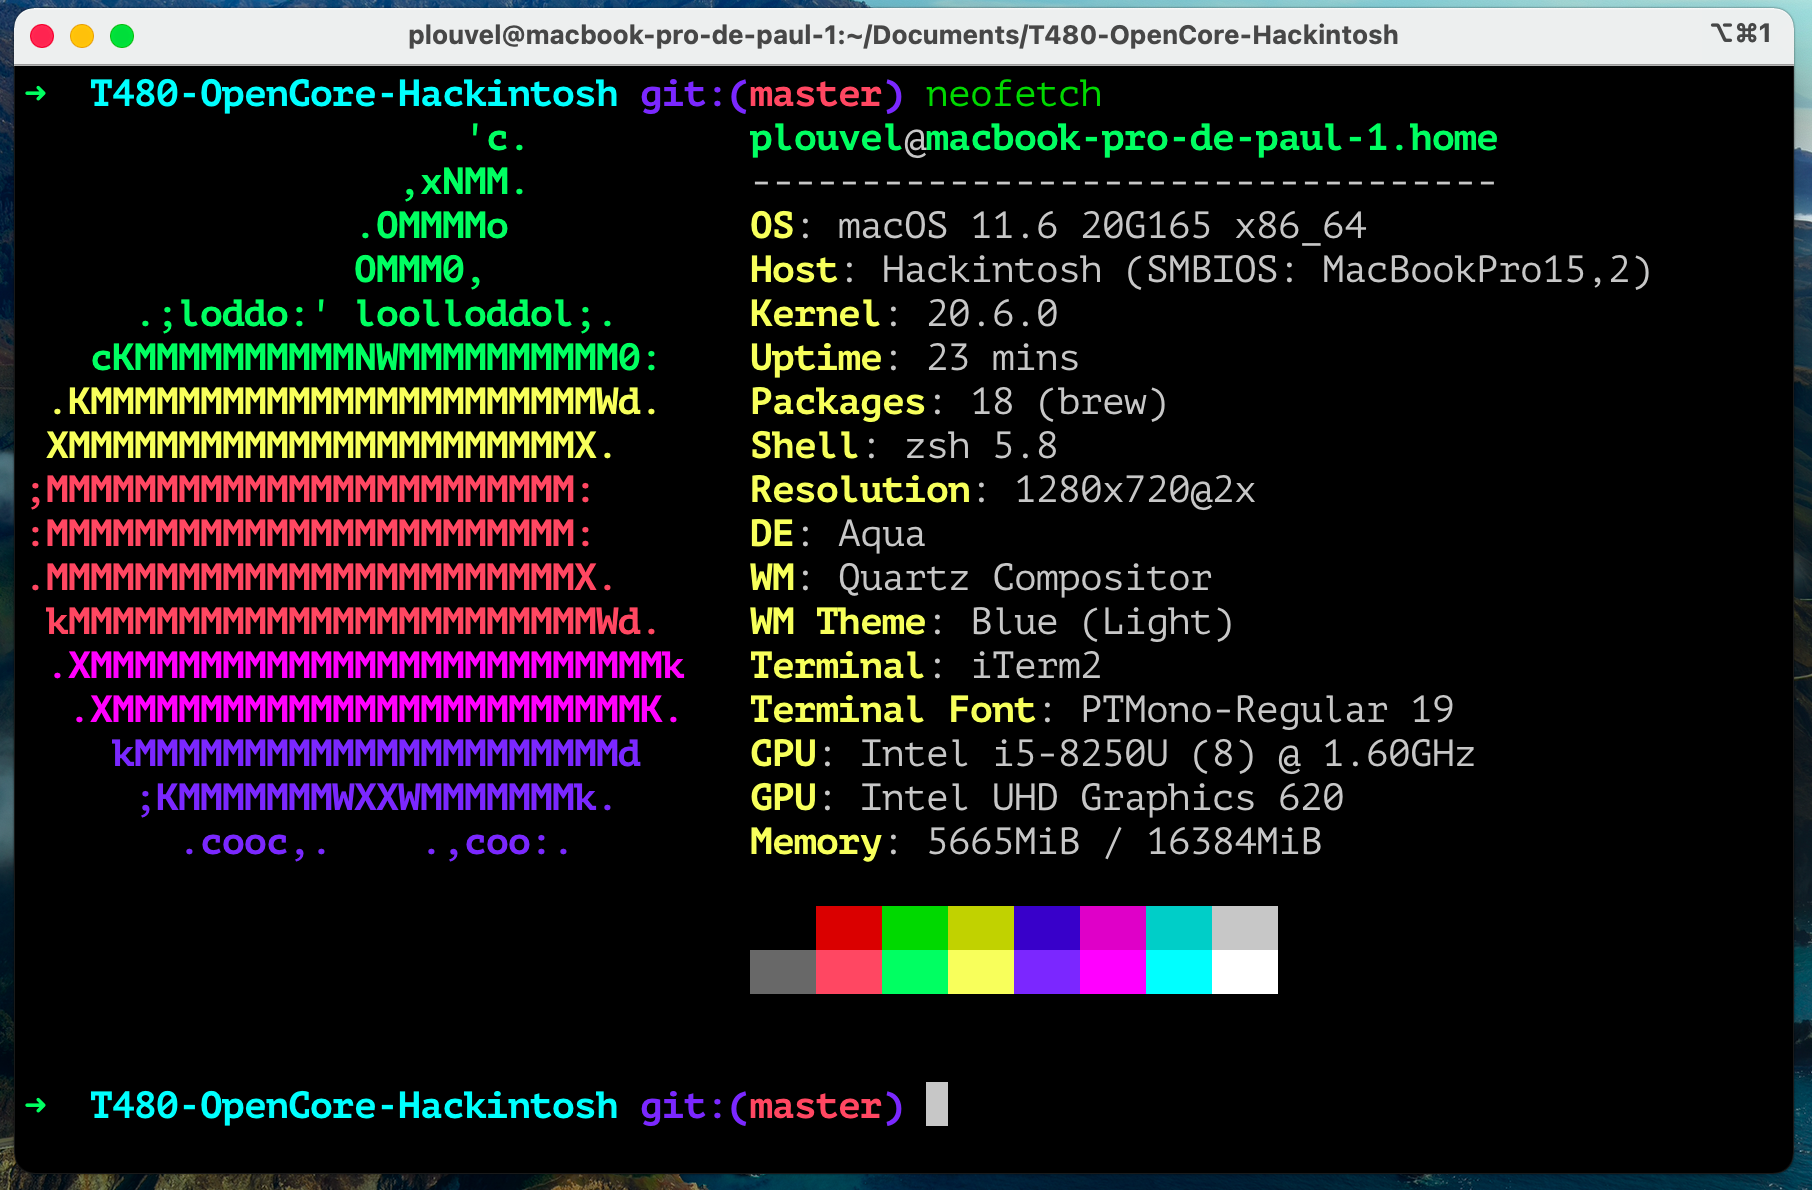 plouvel@macbook-pro-de-paul-1:~/Documents/T480-OpenCore-Hackintosh ⌥⌘1
➜  T480-OpenCore-Hackintosh git:(master) neofetch
                    'c.          plouvel@macbook-pro-de-paul-1.home
                 ,xNMM.          ----------------------------------
               .OMMMMo           OS: macOS 11.6 20G165 x86_64
               OMMM0,            Host: Hackintosh (SMBIOS: MacBookPro15,2)
     .;loddo:' loolloddol;.      Kernel: 20.6.0
   cKMMMMMMMMMMNWMMMMMMMMMM0:    Uptime: 23 mins
 .KMMMMMMMMMMMMMMMMMMMMMMMWd.    Packages: 18 (brew)
 XMMMMMMMMMMMMMMMMMMMMMMMX.      Shell: zsh 5.8
;MMMMMMMMMMMMMMMMMMMMMMMM:       Resolution: 1280x720@2x
:MMMMMMMMMMMMMMMMMMMMMMMM:       DE: Aqua
.MMMMMMMMMMMMMMMMMMMMMMMMX.      WM: Quartz Compositor
 kMMMMMMMMMMMMMMMMMMMMMMMMWd.    WM Theme: Blue (Light)
 .XMMMMMMMMMMMMMMMMMMMMMMMMMMk   Terminal: iTerm2
  .XMMMMMMMMMMMMMMMMMMMMMMMMK.   Terminal Font: PTMono-Regular 19
    kMMMMMMMMMMMMMMMMMMMMMMd     CPU: Intel i5-8250U (8) @ 1.60GHz
     ;KMMMMMMMWXXWMMMMMMMk.      GPU: Intel UHD Graphics 620
       .cooc,.    .,coo:.        Memory: 5665MiB / 16384MiB
➜  T480-OpenCore-Hackintosh git:(master)